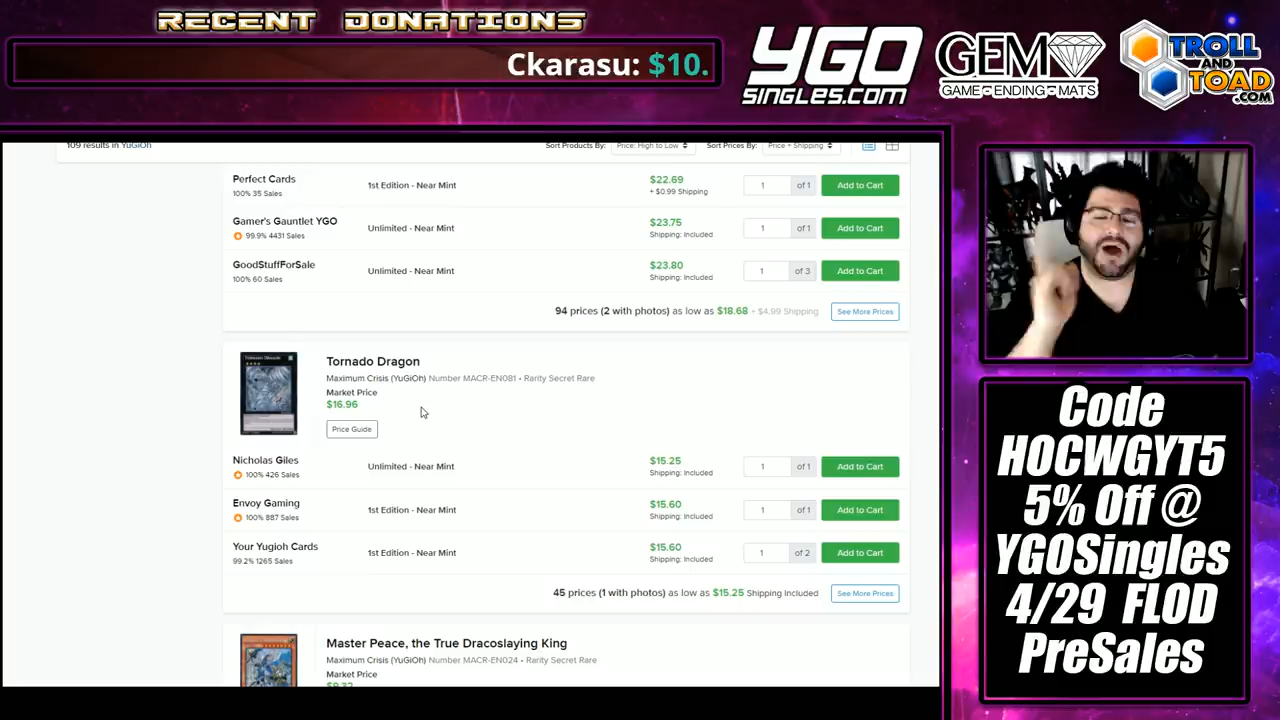 RECENT DONATIONS
Ckarasu: $10.
YGO
SINGLES.COM
GEM
GAME-ENDING-MATS
TROLL
AND
TOAD
.COM
109 results in YuGiOh
Sort Products By: Price: High to Low
Sort Prices By: Price + Shipping
Perfect Cards
100% 35 Sales
1st Edition - Near Mint
$22.69
+ $0.99 Shipping
1 of 1
Add to Cart
Gamer's Gauntlet YGO
99.9% 4431 Sales
Unlimited - Near Mint
$23.75
Shipping: Included
1 of 1
Add to Cart
GoodStuffForSale
100% 60 Sales
Unlimited - Near Mint
$23.80
Shipping: Included
1 of 3
Add to Cart
94 prices (2 with photos) as low as $18.68 + $4.99 Shipping
See More Prices
Tornado Dragon
Maximum Crisis (YuGiOh) Number MACR-EN081 • Rarity Secret Rare
Market Price
$16.96
Price Guide
Nicholas Giles
100% 426 Sales
Unlimited - Near Mint
$15.25
Shipping: Included
1 of 1
Add to Cart
Envoy Gaming
100% 887 Sales
1st Edition - Near Mint
$15.60
Shipping: Included
1 of 1
Add to Cart
Your Yugioh Cards
99.2% 1265 Sales
1st Edition - Near Mint
$15.60
Shipping: Included
1 of 2
Add to Cart
45 prices (1 with photos) as low as $15.25 Shipping Included
See More Prices
Master Peace, the True Dracoslaying King
Maximum Crisis (YuGiOh) Number MACR-EN024 • Rarity Secret Rare
Market Price
$9.32
Code
HOCWGYT5
5% Off @
YGOSingles
4/29 FLOD
PreSales